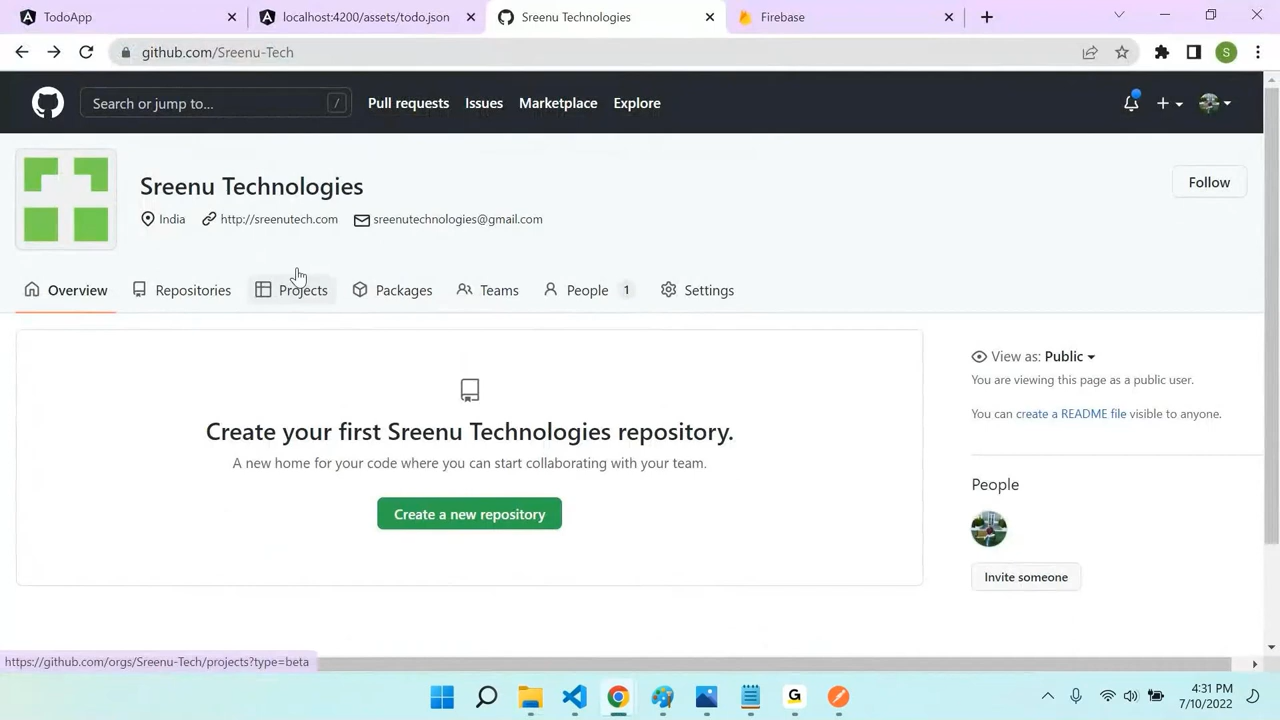 TodoApp
localhost:4200/assets/todo.json
Sreenu Technologies
Firebase
github.com/Sreenu-Tech
S
Search or jump to...
/
Pull requests
Issues
Marketplace
Explore
Sreenu Technologies
Follow
India
http://sreenutech.com
sreenutechnologies@gmail.com
Overview
Repositories
Projects
Packages
Teams
People 1
Settings
Create your first Sreenu Technologies repository.
A new home for your code where you can start collaborating with your team.
Create a new repository
View as: Public
You are viewing this page as a public user.
You can create a README file visible to anyone.
People
Invite someone
https://github.com/orgs/Sreenu-Tech/projects?type=beta
G
4:31 PM
7/10/2022